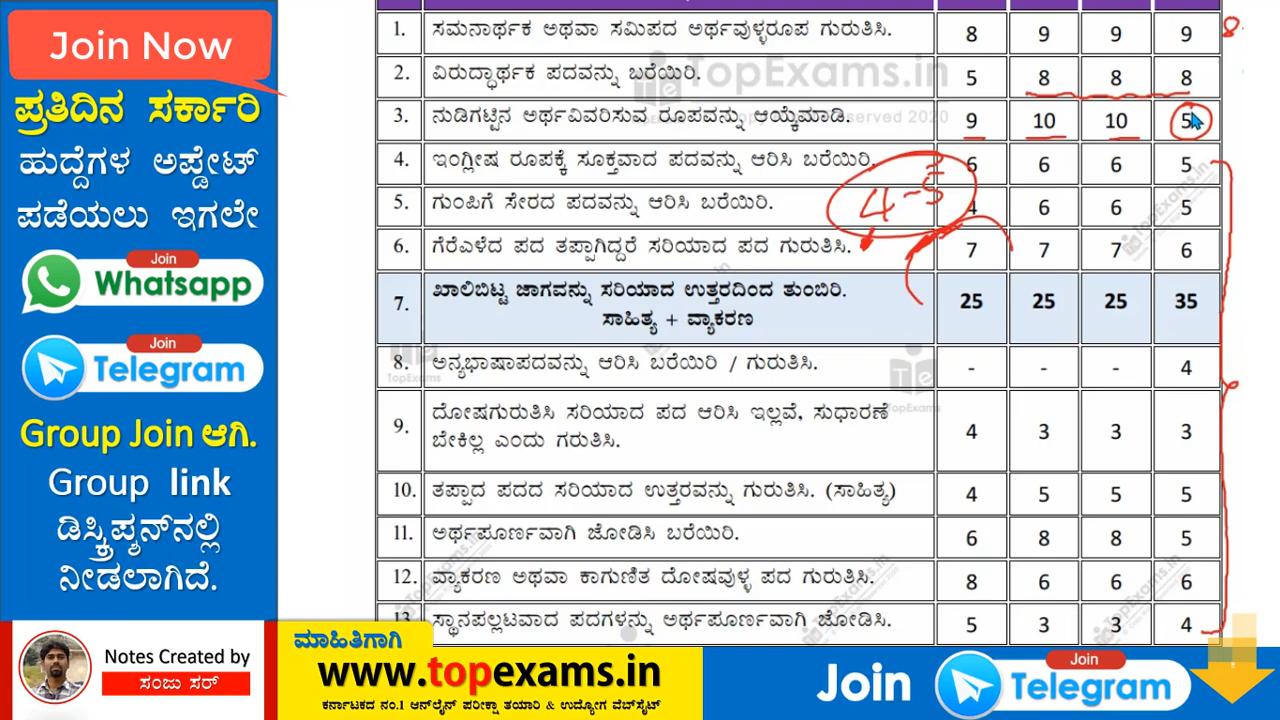 Join Now
ಪ್ರತಿದಿನ ಸರ್ಕಾರಿ
ಹುದ್ದೆಗಳ ಅಪ್ಡೇಟ್
ಪಡೆಯಲು ಇಗಲೇ
Join
Whatsapp
Join
Telegram
Group Join ಆಗಿ.
Group link
ಡಿಸ್ಕ್ರಿಪ್ಶನ್‌ನಲ್ಲಿ
ನೀಡಲಾಗಿದೆ.
1. ಸಮನಾರ್ಥಕ ಅಥವಾ ಸಮಿಪದ ಅರ್ಥವುಳ್ಳರೂಪ ಗುರುತಿಸಿ. 8 9 9 9 8
2. ವಿರುದ್ಧಾರ್ಥಕ ಪದವನ್ನು ಬರೆಯಿರಿ. 5 8 8 8
3. ನುಡಿಗಟ್ಟಿನ ಅರ್ಥವಿವರಿಸುವ ರೂಪವನ್ನು ಆಯ್ಕೆಮಾಡಿ. 9 10 10 5
4. ಇಂಗ್ಲೀಷ ರೂಪಕ್ಕೆ ಸೂಕ್ತವಾದ ಪದವನ್ನು ಆರಿಸಿ ಬರೆಯಿರಿ. 6 6 6 5
4-5
5. ಗುಂಪಿಗೆ ಸೇರದ ಪದವನ್ನು ಆರಿಸಿ ಬರೆಯಿರಿ. 4 6 6 5
6. ಗೆರೆಎಳೆದ ಪದ ತಪ್ಪಾಗಿದ್ದರೆ ಸರಿಯಾದ ಪದ ಗುರುತಿಸಿ. 7 7 7 6
7. ಖಾಲಿಬಿಟ್ಟ ಜಾಗವನ್ನು ಸರಿಯಾದ ಉತ್ತರದಿಂದ ತುಂಬಿರಿ. 25 25 25 35
ಸಾಹಿತ್ಯ + ವ್ಯಾಕರಣ
8. ಅನ್ಯಭಾಷಾಪದವನ್ನು ಆರಿಸಿ ಬರೆಯಿರಿ / ಗುರುತಿಸಿ. - - - 4
9. ದೋಷಗುರುತಿಸಿ ಸರಿಯಾದ ಪದ ಆರಿಸಿ ಇಲ್ಲವೆ, ಸುಧಾರಣೆ 4 3 3 3
ಬೇಕಿಲ್ಲ ಎಂದು ಗರುತಿಸಿ.
10. ತಪ್ಪಾದ ಪದದ ಸರಿಯಾದ ಉತ್ತರವನ್ನು ಗುರುತಿಸಿ. (ಸಾಹಿತ್ಯ) 4 5 5 5
11. ಅರ್ಥಪೂರ್ಣವಾಗಿ ಜೋಡಿಸಿ ಬರೆಯಿರಿ. 6 8 8 5
12. ವ್ಯಾಕರಣ ಅಥವಾ ಕಾಗುಣಿತ ದೋಷವುಳ್ಳ ಪದ ಗುರುತಿಸಿ. 8 6 6 6
13. ಸ್ಥಾನಪಲ್ಲಟವಾದ ಪದಗಳನ್ನು ಅರ್ಥಪೂರ್ಣವಾಗಿ ಜೋಡಿಸಿ. 5 3 3 4
TopExams.in
2020
TopExams
TopExams
Notes Created by
ಸಂಜು ಸರ್
ಮಾಹಿತಿಗಾಗಿ
www.topexams.in
ಕರ್ನಾಟಕದ ನಂ.1 ಆನ್‌ಲೈನ್ ಪರೀಕ್ಷಾ ತಯಾರಿ & ಉದ್ಯೋಗ ವೆಬ್‌ಸೈಟ್
Join
Join
Telegram